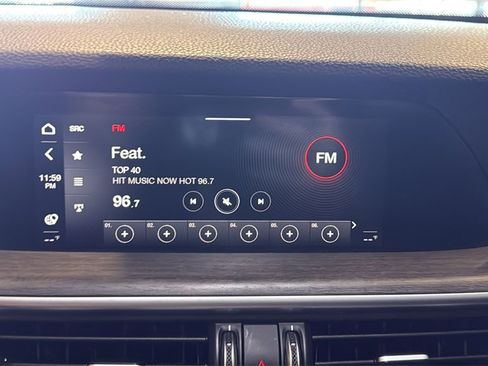 SRC
FM
Feat.
TOP 40
HIT MUSIC NOW HOT 96.7
FM
11:59
PM
96.7
01. 02. 03. 04. 05. 06.
--°F
--°F